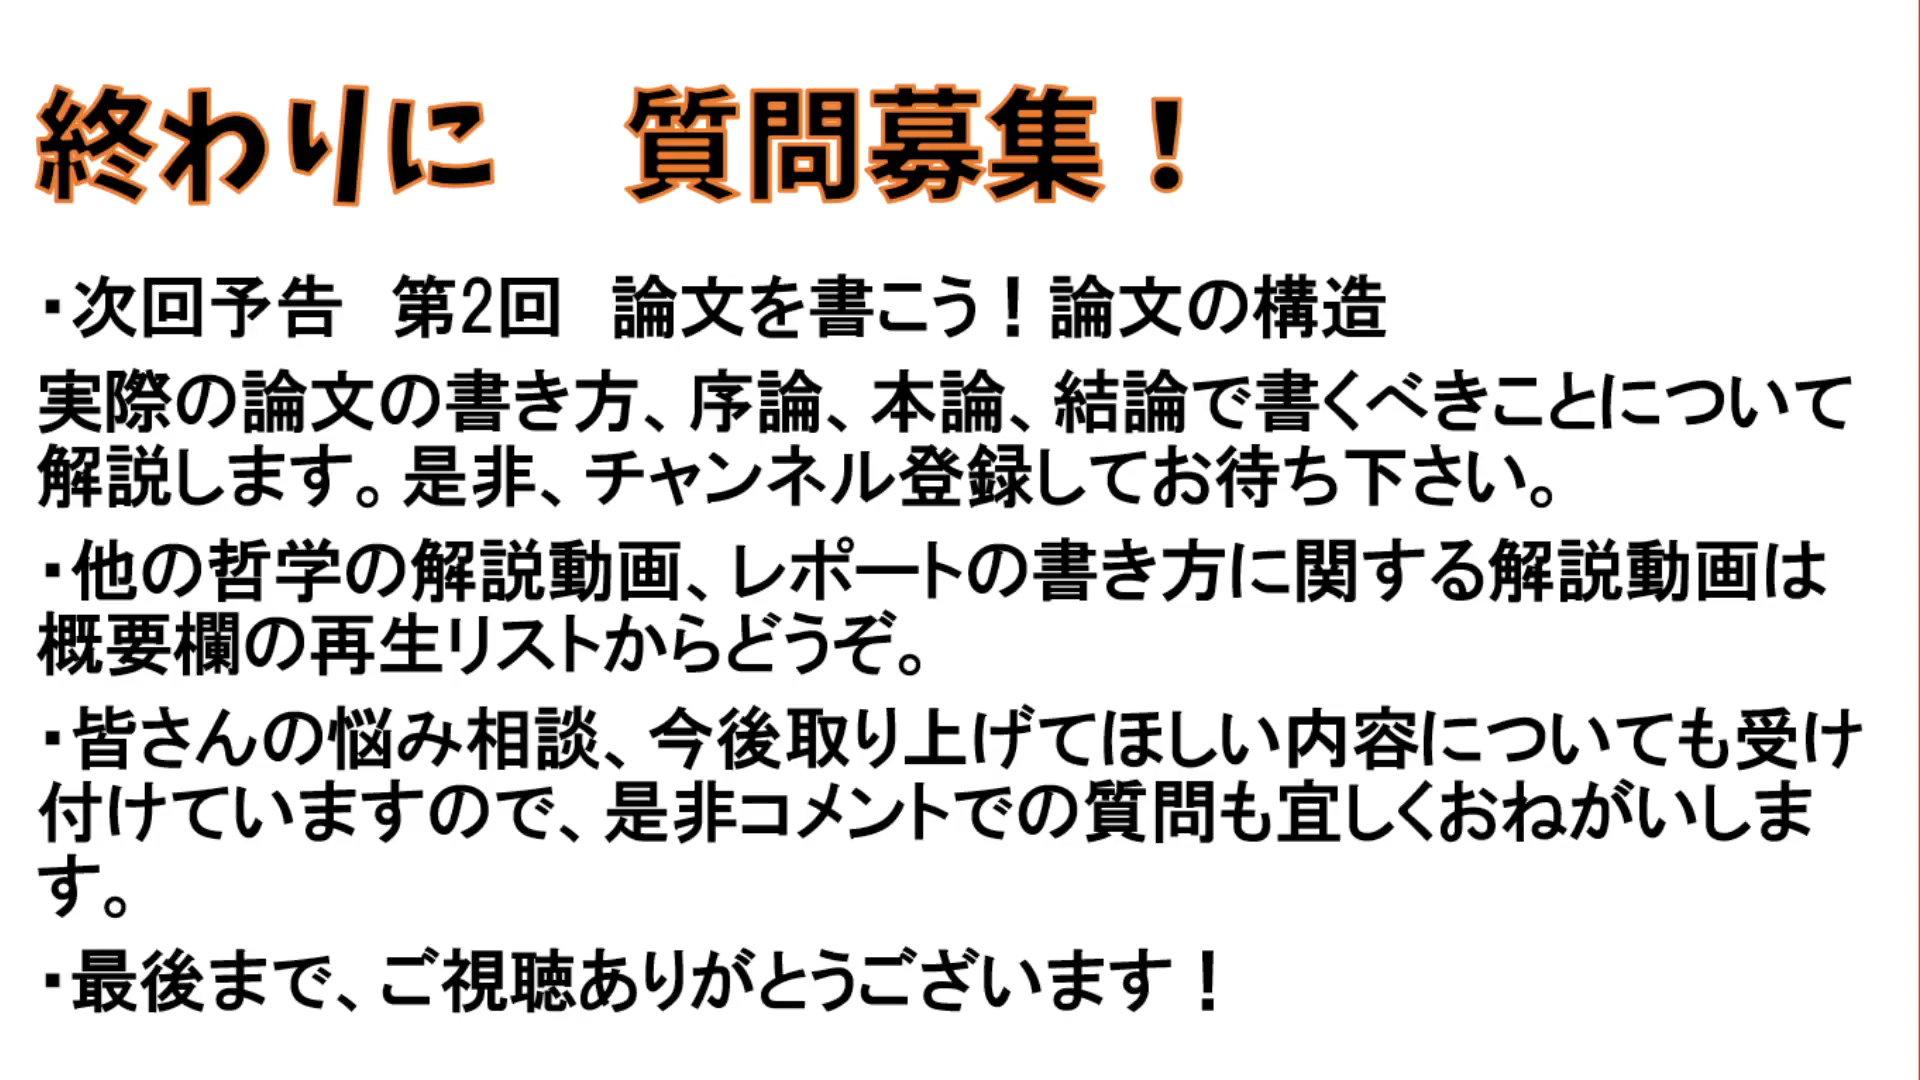 終わりに　質問募集！
・次回予告　第2回　論文を書こう！論文の構造
実際の論文の書き方、序論、本論、結論で書くべきことについて
解説します。是非、チャンネル登録してお待ち下さい。
・他の哲学の解説動画、レポートの書き方に関する解説動画は
概要欄の再生リストからどうぞ。
・皆さんの悩み相談、今後取り上げてほしい内容についても受け
付けていますので、是非コメントでの質問も宜しくおねがいしま
す。
・最後まで、ご視聴ありがとうございます！